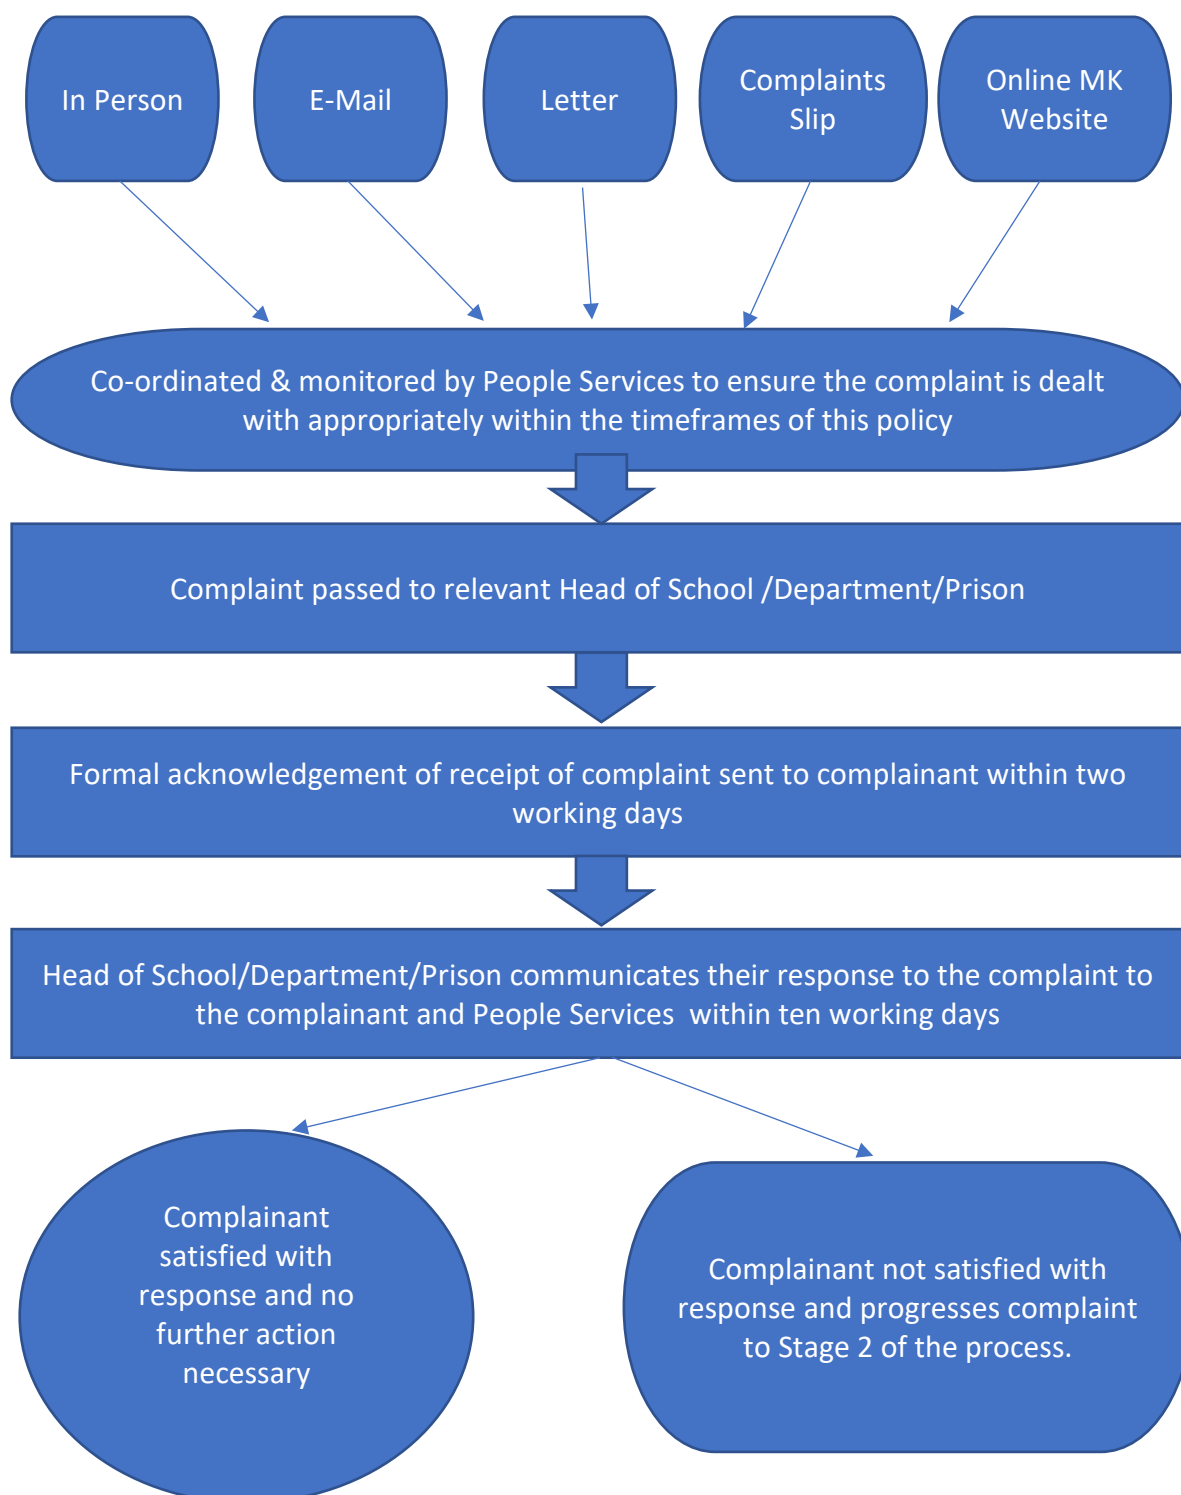 In Person
E-Mail
Letter
Complaints
Slip
Online MK
Website
Co-ordinated & monitored by People Services to ensure the complaint is dealt
with appropriately within the timeframes of this policy
Complaint passed to relevant Head of School /Department/Prison
Formal acknowledgement of receipt of complaint sent to complainant within two
working days
Head of School/Department/Prison communicates their response to the complaint to
the complainant and People Services  within ten working days
Complainant
satisfied with
response and no
further action
necessary
Complainant not satisfied with
response and progresses complaint
to Stage 2 of the process.